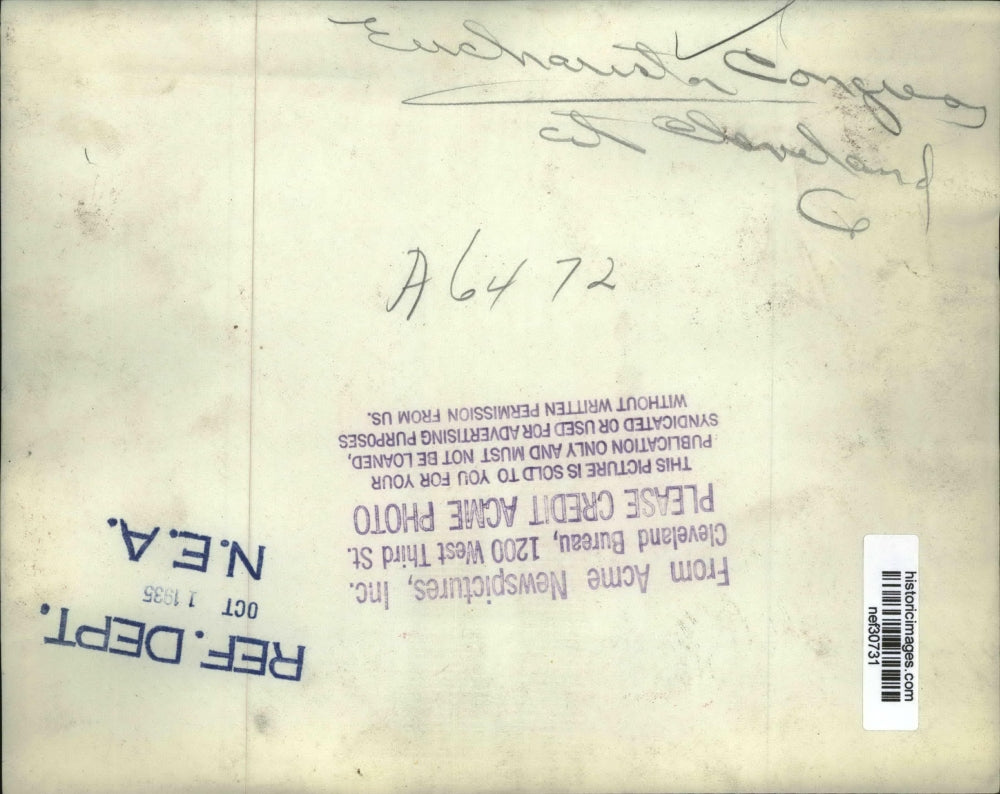 Eucharistic Congress
at Cleveland
O
A6472
From Acme Newspictures, Inc.
Cleveland Bureau, 1200 West Third St.
PLEASE CREDIT ACME PHOTO
THIS PICTURE IS SOLD TO YOU FOR YOUR
PUBLICATION ONLY AND MUST NOT BE LOANED,
SYNDICATED OR USED FOR ADVERTISING PURPOSES
WITHOUT WRITTEN PERMISSION FROM US.
REF. DEPT.
OCT 1 1935
N.E.A.
historicimages.com
nef30731